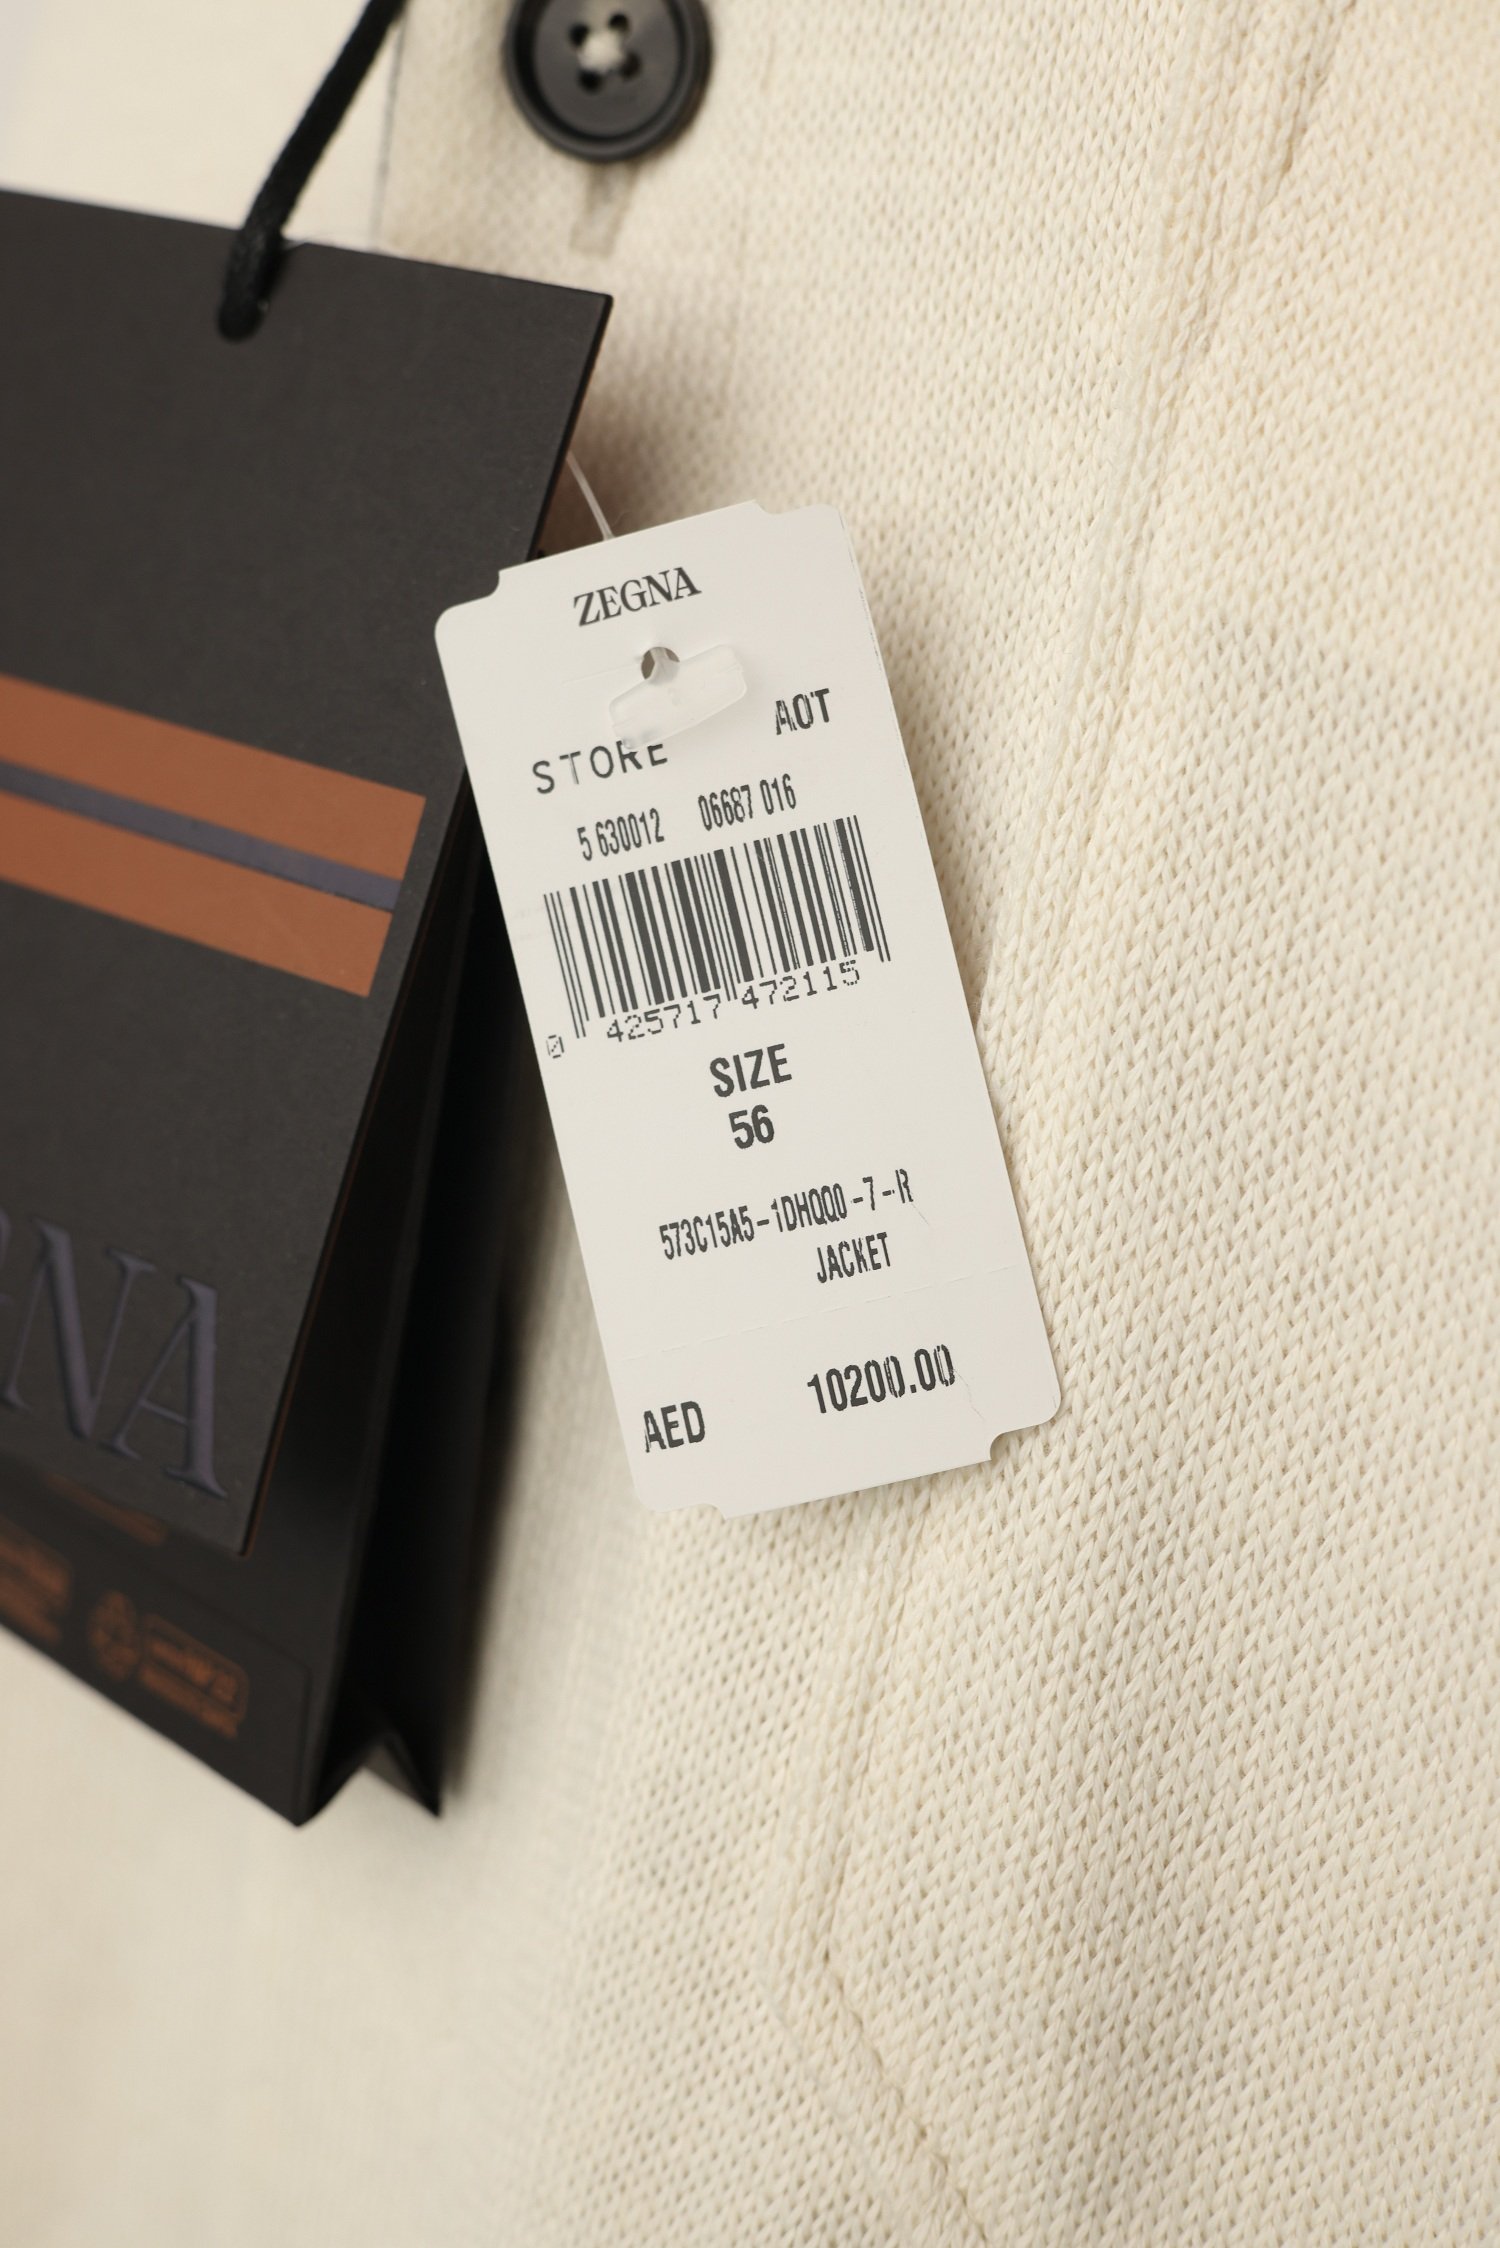 ZEGNA
AOT
STORE
5 630012 06687 016
0 425717 472115
SIZE
56
573C15A5-1DHQQ0-7-R
JACKET
AED 10200.00
GNA